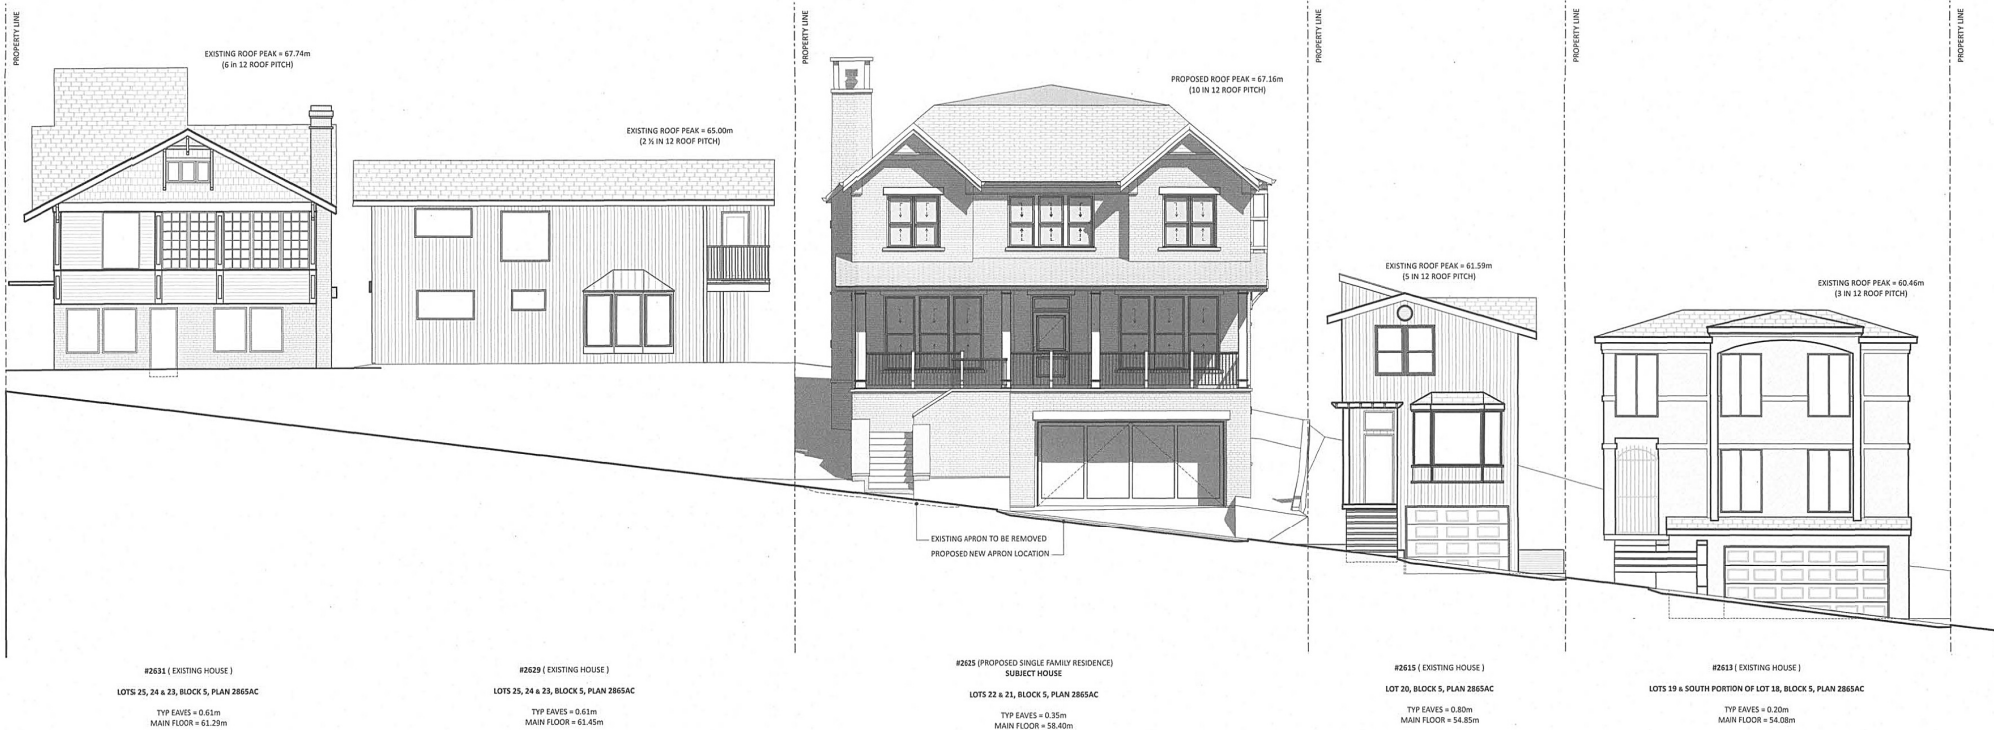 PROPERTY LINE
PROPERTY LINE
PROPERTY LINE
PROPERTY LINE
PROPERTY LINE
EXISTING ROOF PEAK = 67.74m
(6 in 12 ROOF PITCH)
EXISTING ROOF PEAK = 65.00m
(2 ½ IN 12 ROOF PITCH)
PROPOSED ROOF PEAK = 67.16m
(10 IN 12 ROOF PITCH)
EXISTING ROOF PEAK = 61.59m
(5 IN 12 ROOF PITCH)
EXISTING ROOF PEAK = 60.46m
(3 IN 12 ROOF PITCH)
EXISTING APRON TO BE REMOVED
PROPOSED NEW APRON LOCATION
#2631 ( EXISTING HOUSE )
LOTS 25, 24 & 23, BLOCK 5, PLAN 2865AC
TYP EAVES = 0.61m
MAIN FLOOR = 61.29m
#2629 ( EXISTING HOUSE )
LOTS 25, 24 & 23, BLOCK 5, PLAN 2865AC
TYP EAVES = 0.61m
MAIN FLOOR = 61.45m
#2625 (PROPOSED SINGLE FAMILY RESIDENCE)
SUBJECT HOUSE
LOTS 22 & 21, BLOCK 5, PLAN 2865AC
TYP EAVES = 0.35m
MAIN FLOOR = 58.40m
#2615 ( EXISTING HOUSE )
LOT 20, BLOCK 5, PLAN 2865AC
TYP EAVES = 0.80m
MAIN FLOOR = 54.85m
#2613 ( EXISTING HOUSE )
LOTS 19 & SOUTH PORTION OF LOT 18, BLOCK 5, PLAN 2865AC
TYP EAVES = 0.20m
MAIN FLOOR = 54.08m